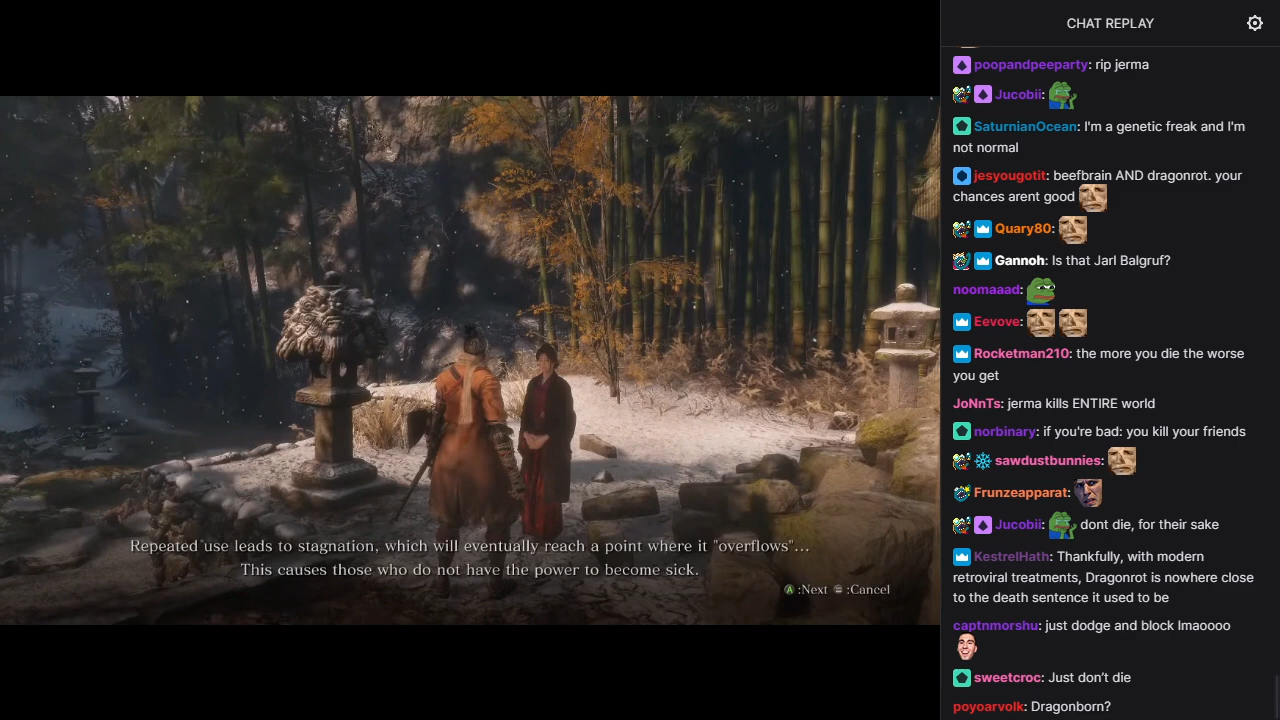 CHAT REPLAY
poopandpeeparty: rip jerma
Jucobii:
SaturnianOcean: I'm a genetic freak and I'm
not normal
jesyougotit: beefbrain AND dragonrot. your
chances arent good
Quary80:
Gannoh: Is that Jarl Balgruf?
noomaaad:
Eevove:
Rocketman210: the more you die the worse
you get
JoNnTs: jerma kills ENTIRE world
norbinary: if you're bad: you kill your friends
sawdustbunnies:
Frunzeapparat:
Jucobii: dont die, for their sake
KestrelHath: Thankfully, with modern
retroviral treatments, Dragonrot is nowhere close
to the death sentence it used to be
captnmorshu: just dodge and block lmaoooo
sweetcroc: Just don't die
poyoarvolk: Dragonborn?
Repeated use leads to stagnation, which will eventually reach a point where it "overflows"...
This causes those who do not have the power to become sick.
A :Next :Cancel